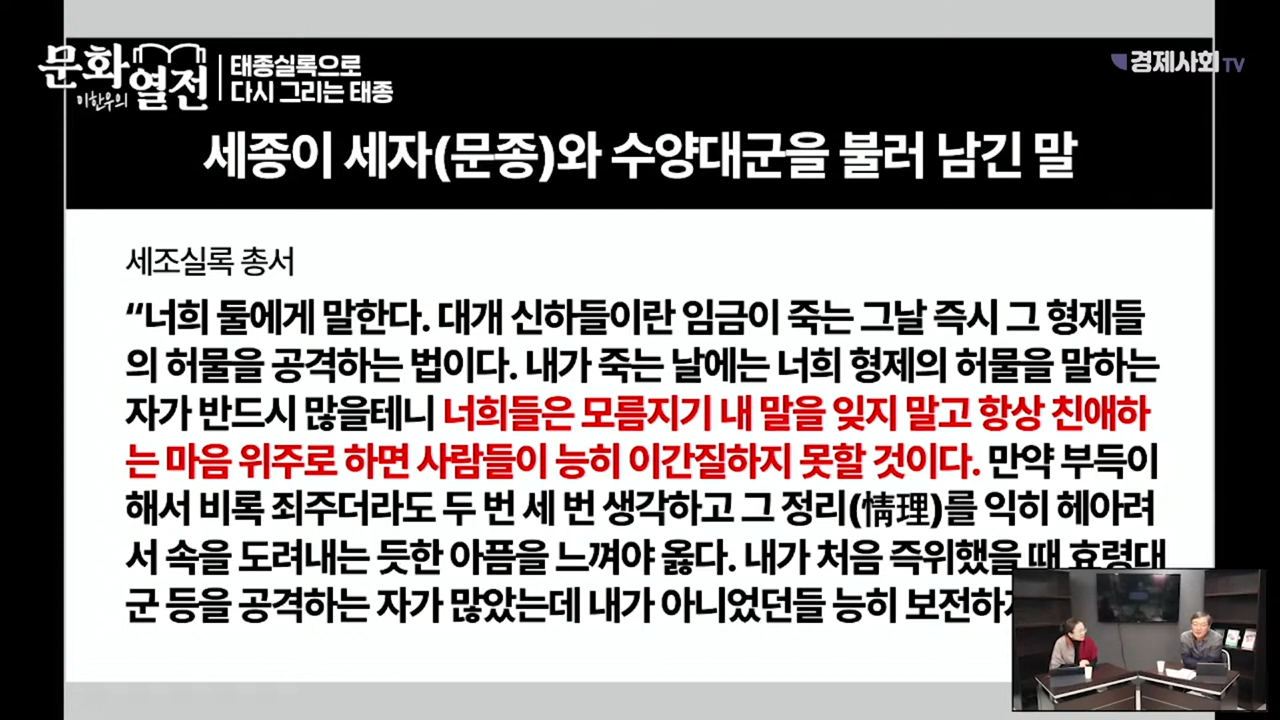 문화
이한우의 열전
태종실록으로
다시 그리는 태종
경제사회TV
세종이 세자(문종)와 수양대군을 불러 남긴 말
세조실록 총서
“너희 둘에게 말한다. 대개 신하들이란 임금이 죽는 그날 즉시 그 형제들
의 허물을 공격하는 법이다. 내가 죽는 날에는 너희 형제의 허물을 말하는
자가 반드시 많을테니 너희들은 모름지기 내 말을 잊지 말고 항상 친애하
는 마음 위주로 하면 사람들이 능히 이간질하지 못할 것이다. 만약 부득이
해서 비록 죄주더라도 두 번 세 번 생각하고 그 정리(情理)를 익히 헤아려
서 속을 도려내는 듯한 아픔을 느껴야 옳다. 내가 처음 즉위했을 때 효령대
군 등을 공격하는 자가 많았는데 내가 아니었던들 능히